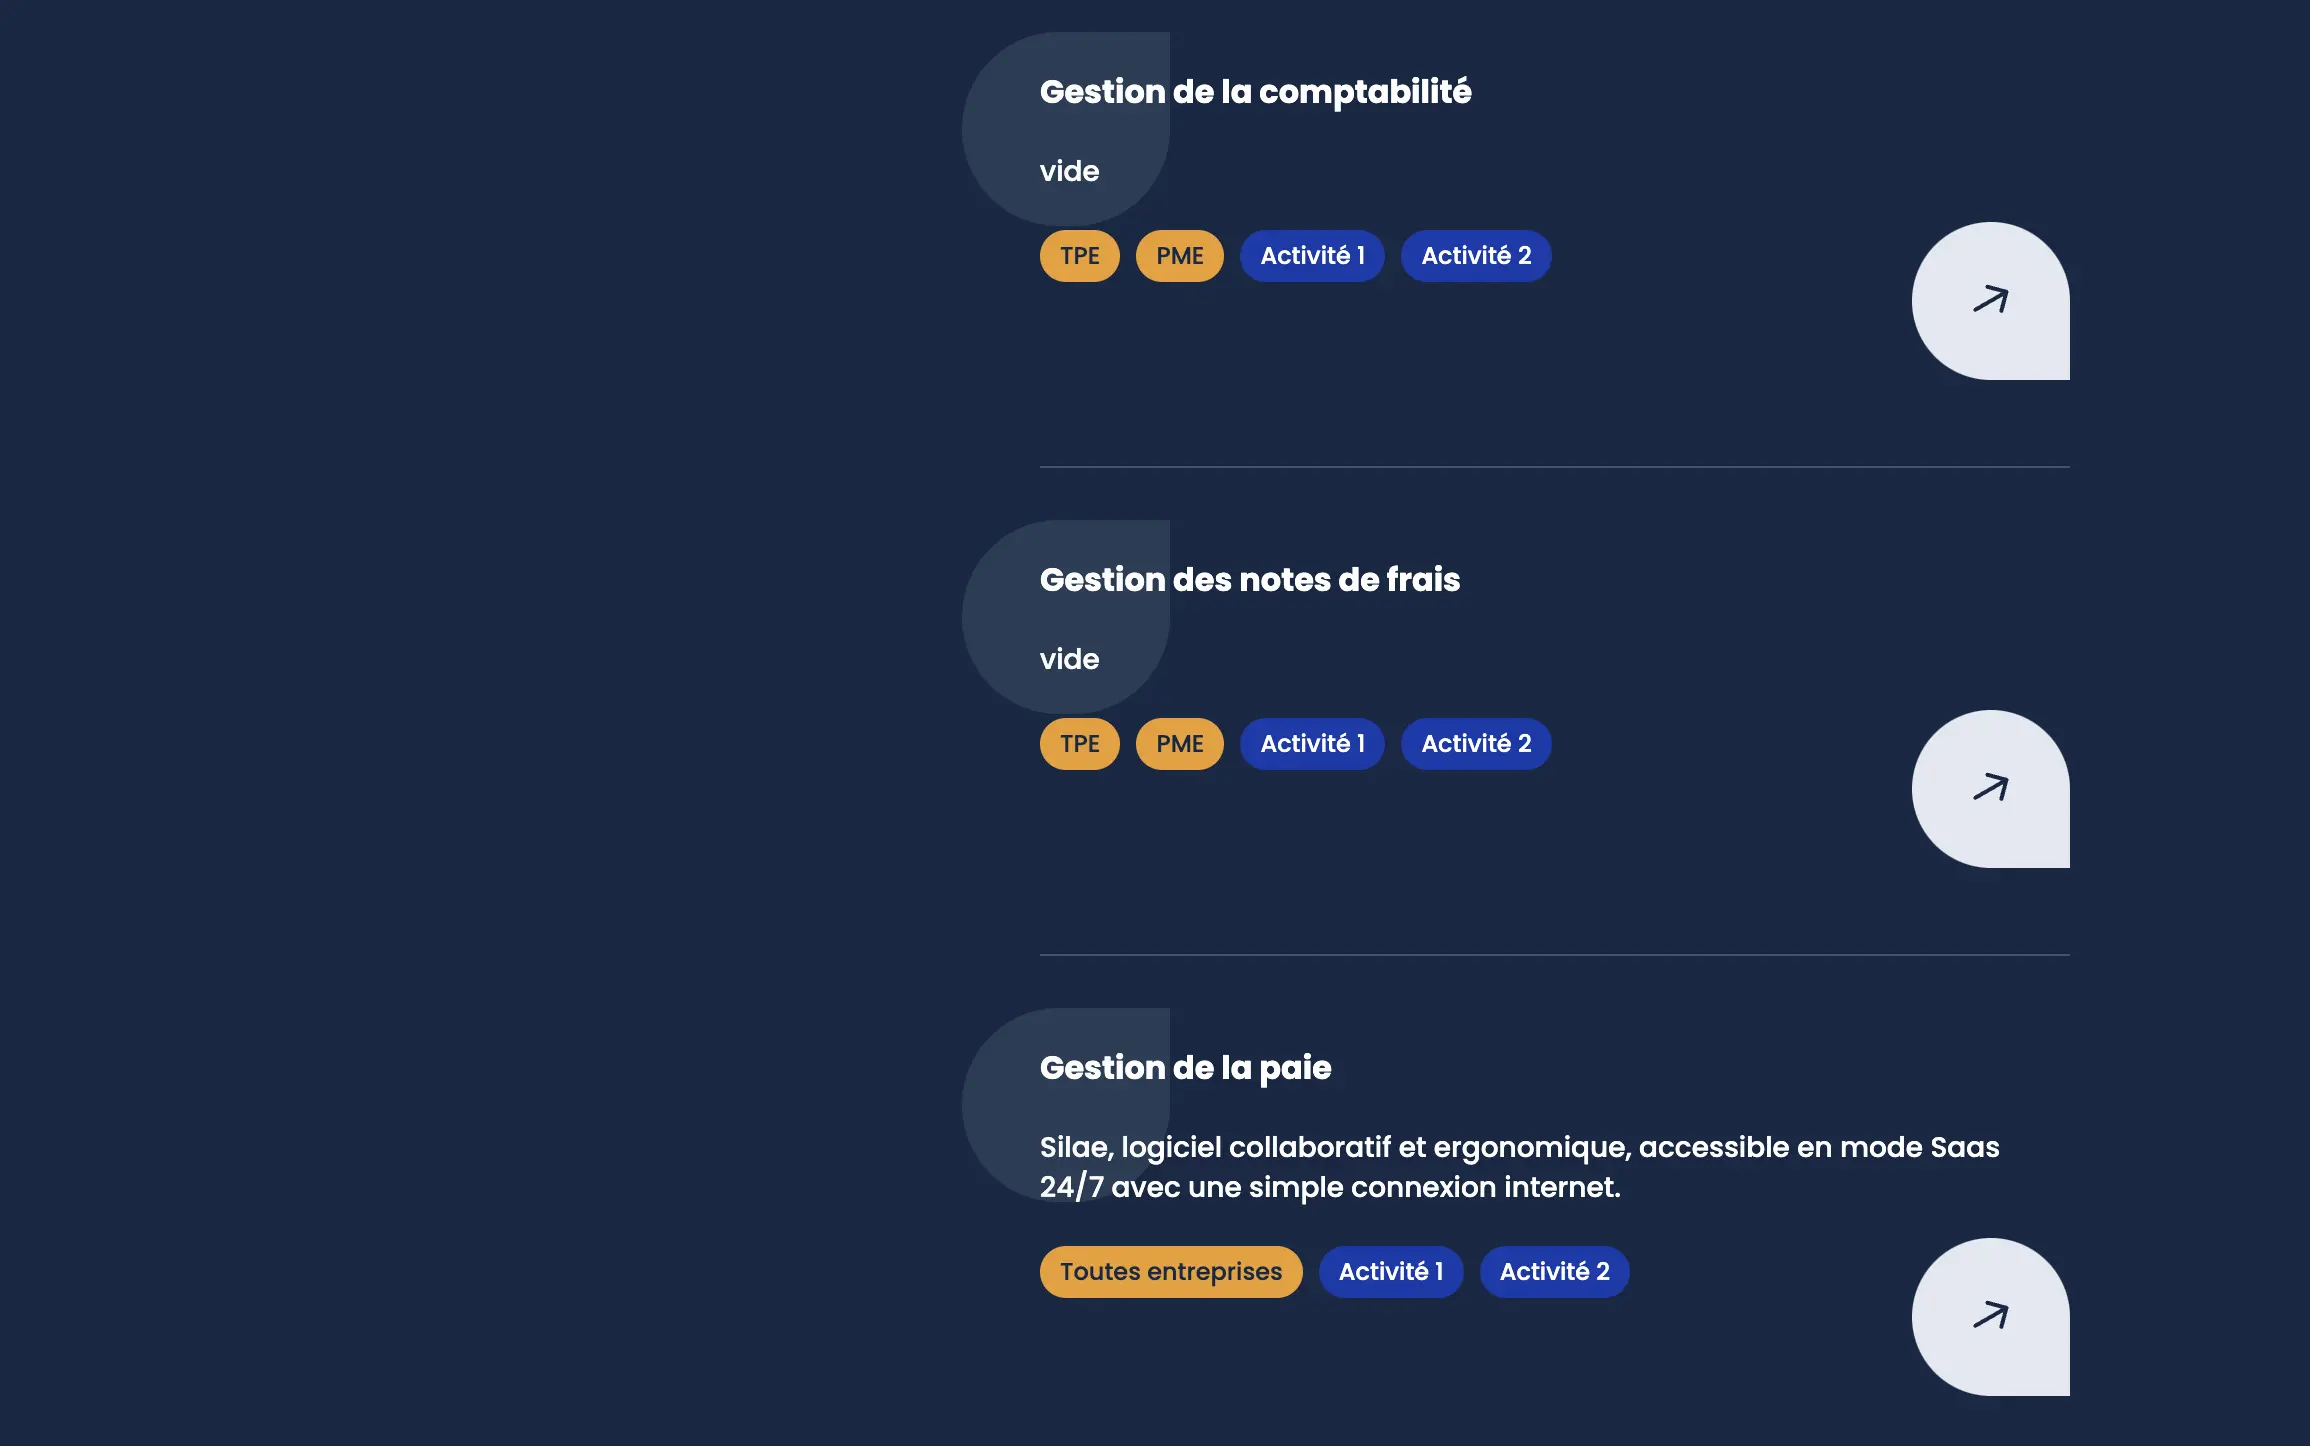 Gestion de la comptabilité
vide
TPE PME Activité 1 Activité 2
Gestion des notes de frais
vide
TPE PME Activité 1 Activité 2
Gestion de la paie
Silae, logiciel collaboratif et ergonomique, accessible en mode Saas
24/7 avec une simple connexion internet.
Toutes entreprises Activité 1 Activité 2